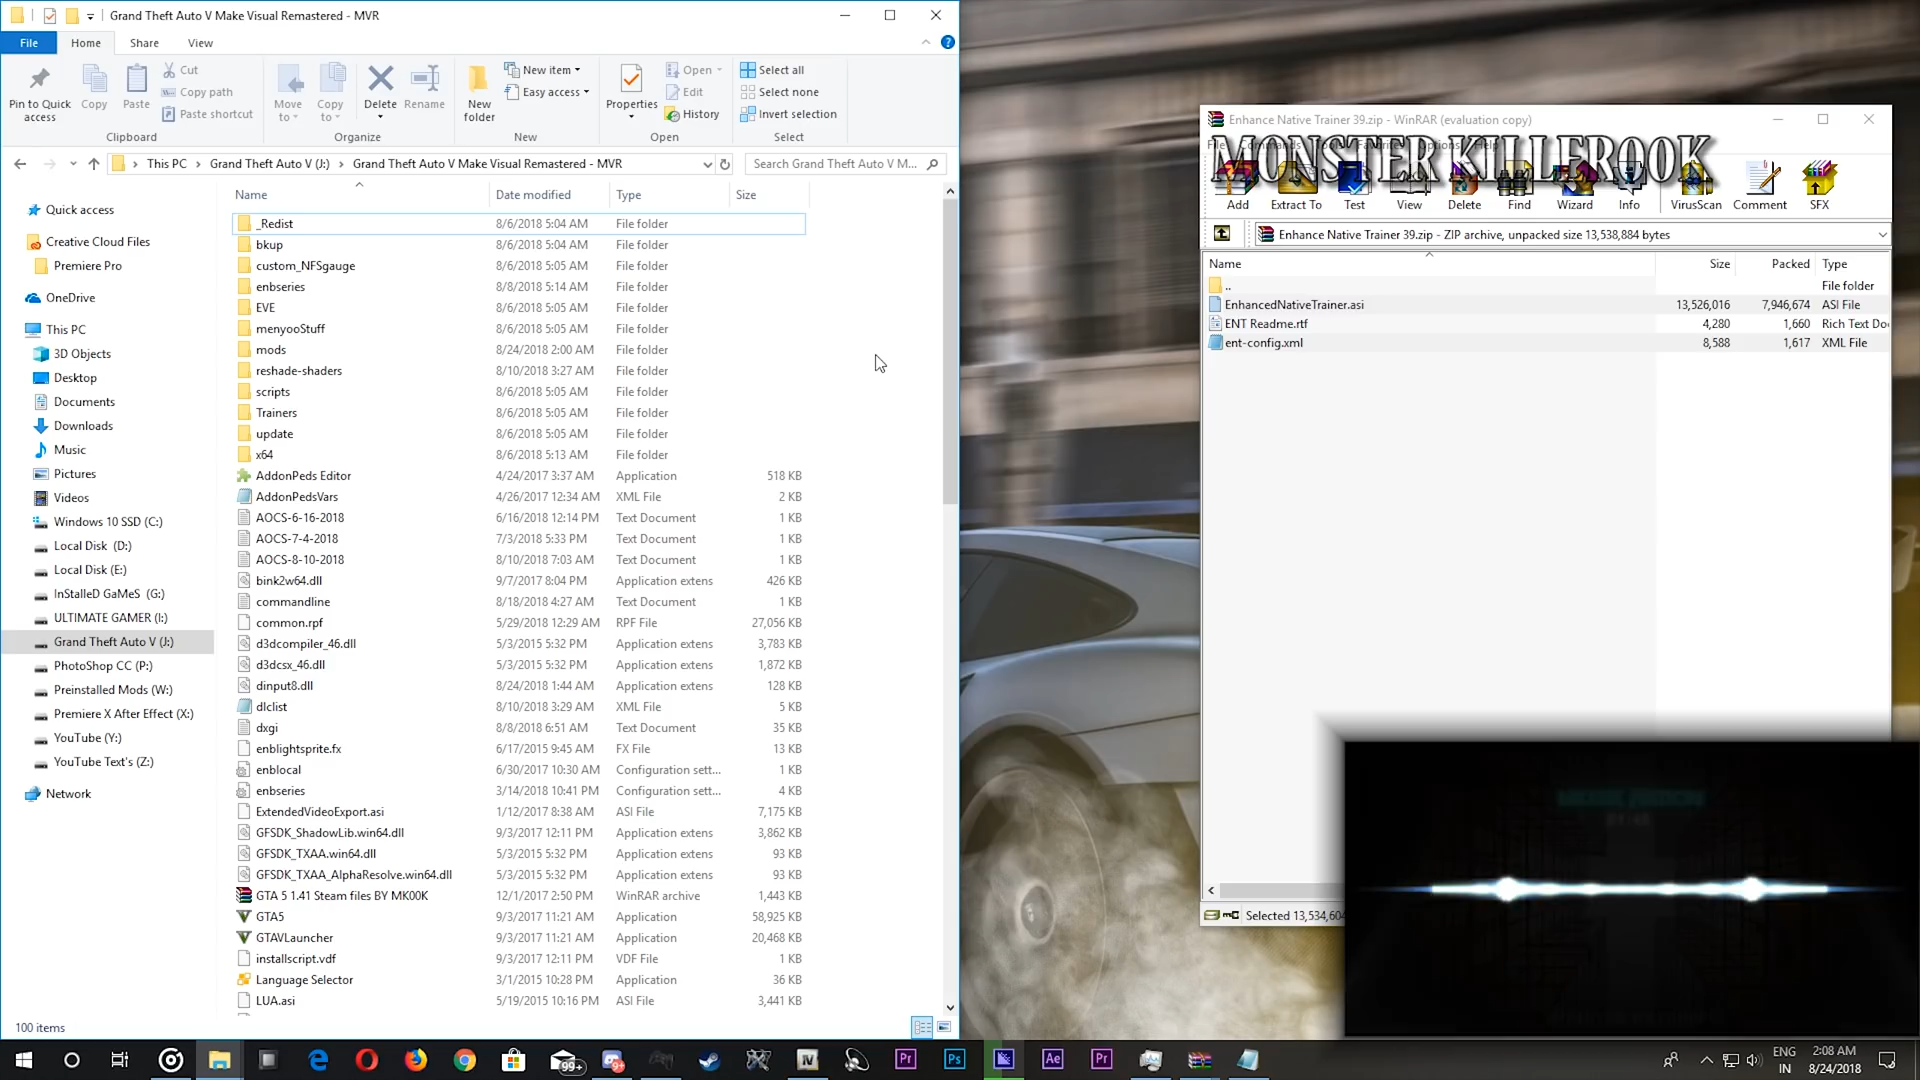 Grand Theft Auto V Make Visual Remastered - MVR
File Home Share View
Pin to Quick access
Copy
Paste
Cut
Copy path
Paste shortcut
Clipboard
Move to
Copy to
Delete
Rename
Organize
New folder
New item
Easy access
New
Properties
Open
Edit
History
Open
Select all
Select none
Invert selection
Select
This PC > Grand Theft Auto V (J:) > Grand Theft Auto V Make Visual Remastered - MVR
Search Grand Theft Auto V M...
Quick access
Creative Cloud Files
Premiere Pro
OneDrive
This PC
3D Objects
Desktop
Documents
Downloads
Music
Pictures
Videos
Windows 10 SSD (C:)
Local Disk (D:)
Local Disk (E:)
InStalleD GaMeS (G:)
ULTIMATE GAMER (I:)
Grand Theft Auto V (J:)
PhotoShop CC (P:)
Preinstalled Mods (W:)
Premiere X After Effect (X:)
YouTube (Y:)
YouTube Text's (Z:)
Network
Name Date modified Type Size
_Redist 8/6/2018 5:04 AM File folder
bkup 8/6/2018 5:04 AM File folder
custom_NFSgauge 8/6/2018 5:05 AM File folder
enbseries 8/8/2018 5:14 AM File folder
EVE 8/6/2018 5:05 AM File folder
menyooStuff 8/6/2018 5:05 AM File folder
mods 8/24/2018 2:00 AM File folder
reshade-shaders 8/10/2018 3:27 AM File folder
scripts 8/6/2018 5:05 AM File folder
Trainers 8/6/2018 5:05 AM File folder
update 8/6/2018 5:05 AM File folder
x64 8/6/2018 5:13 AM File folder
AddonPeds Editor 4/24/2017 3:37 AM Application 518 KB
AddonPedsVars 4/26/2017 12:34 AM XML File 2 KB
AOCS-6-16-2018 6/16/2018 12:14 PM Text Document 1 KB
AOCS-7-4-2018 7/3/2018 5:33 PM Text Document 1 KB
AOCS-8-10-2018 8/10/2018 7:03 AM Text Document 1 KB
bink2w64.dll 9/7/2017 8:04 PM Application extens 426 KB
commandline 8/18/2018 4:27 AM Text Document 1 KB
common.rpf 5/29/2018 12:29 AM RPF File 27,056 KB
d3dcompiler_46.dll 5/3/2015 5:32 PM Application extens 3,783 KB
d3dcsx_46.dll 5/3/2015 5:32 PM Application extens 1,872 KB
dinput8.dll 8/24/2018 1:44 AM Application extens 128 KB
dlclist 8/10/2018 3:29 AM XML File 5 KB
dxgi 8/8/2018 6:51 AM Text Document 35 KB
enblightsprite.fx 6/17/2015 9:45 AM FX File 13 KB
enblocal 6/30/2017 10:30 AM Configuration sett... 1 KB
enbseries 3/14/2018 10:41 PM Configuration sett... 4 KB
ExtendedVideoExport.asi 1/12/2017 8:38 AM ASI File 7,175 KB
GFSDK_ShadowLib.win64.dll 9/3/2017 12:11 PM Application extens 3,862 KB
GFSDK_TXAA.win64.dll 5/3/2015 5:32 PM Application extens 93 KB
GFSDK_TXAA_AlphaResolve.win64.dll 5/3/2015 5:32 PM Application extens 93 KB
GTA 5 1.41 Steam files BY MK00K 12/1/2017 2:50 PM WinRAR archive 1,443 KB
GTA5 9/3/2017 11:21 AM Application 58,925 KB
GTAVLauncher 9/3/2017 11:21 AM Application 20,468 KB
installscript.vdf 9/3/2017 12:11 PM VDF File 1 KB
Language Selector 3/1/2015 10:28 PM Application 36 KB
LUA.asi 5/19/2015 10:16 PM ASI File 3,441 KB
100 items
Enhance Native Trainer 39.zip - WinRAR (evaluation copy)
MONSTER KILLEROOK
Add Extract To Test View Delete Find Wizard Info VirusScan Comment SFX
Enhance Native Trainer 39.zip - ZIP archive, unpacked size 13,538,884 bytes
Name Size Packed Type
.. File folder
EnhancedNativeTrainer.asi 13,526,016 7,946,674 ASI File
ENT Readme.rtf 4,280 1,660 Rich Text Do
ent-config.xml 8,588 1,617 XML File
Selected 13,534,604
99+
9+
IV
Pr
Ps
Ae
Pr
ENG
IN
2:08 AM
8/24/2018